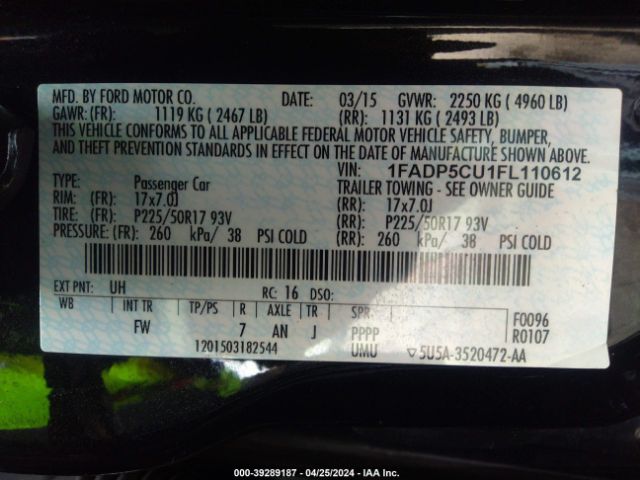 MFD. BY FORD MOTOR CO. DATE: 03/15 GVWR: 2250 KG ( 4960 LB)
GAWR: (FR): 1119 KG ( 2467 LB) (RR): 1131 KG ( 2493 LB)
THIS VEHICLE CONFORMS TO ALL APPLICABLE FEDERAL MOTOR VEHICLE SAFETY, BUMPER,
AND THEFT PREVENTION STANDARDS IN EFFECT ON THE DATE OF MANUFACTURE SHOWN ABOVE.
VIN: 1FADP5CU1FL110612
TYPE: Passenger Car TRAILER TOWING - SEE OWNER GUIDE
RIM: (FR): 17x7.0J (RR): 17x7.0J
TIRE: (FR): P225/50R17 93V (RR): P225/50R17 93V
PRESSURE: (FR): 260 kPa/ 38 PSI COLD (RR): 260 kPa/ 38 PSI COLD
EXT PNT: UH RC: 16 DSO:
WB INT TR TP/PS R AXLE TR SPR F0096
FW 7 AN J PPPP R0107
1201503182544 UMU ▽5U5A-3520472-AA
000-39289187 - 04/25/2024 - IAA Inc.